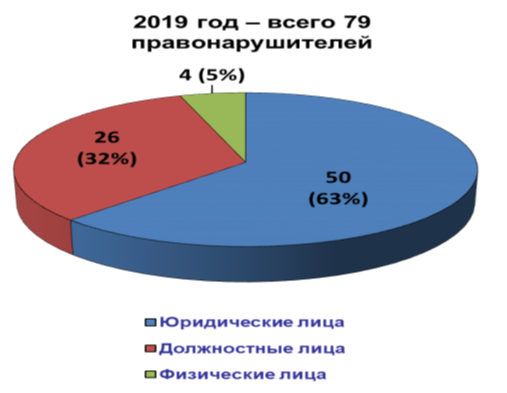 2019 год – всего 79
правонарушителей
4 (5%)
26
(32%)
50
(63%)
Юридические лица
Должностные лица
Физические лица